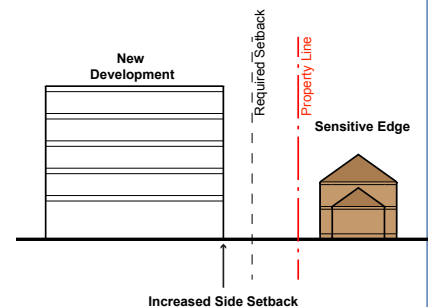 New
Development
Required Setback
Property Line
Sensitive Edge
Increased Side Setback